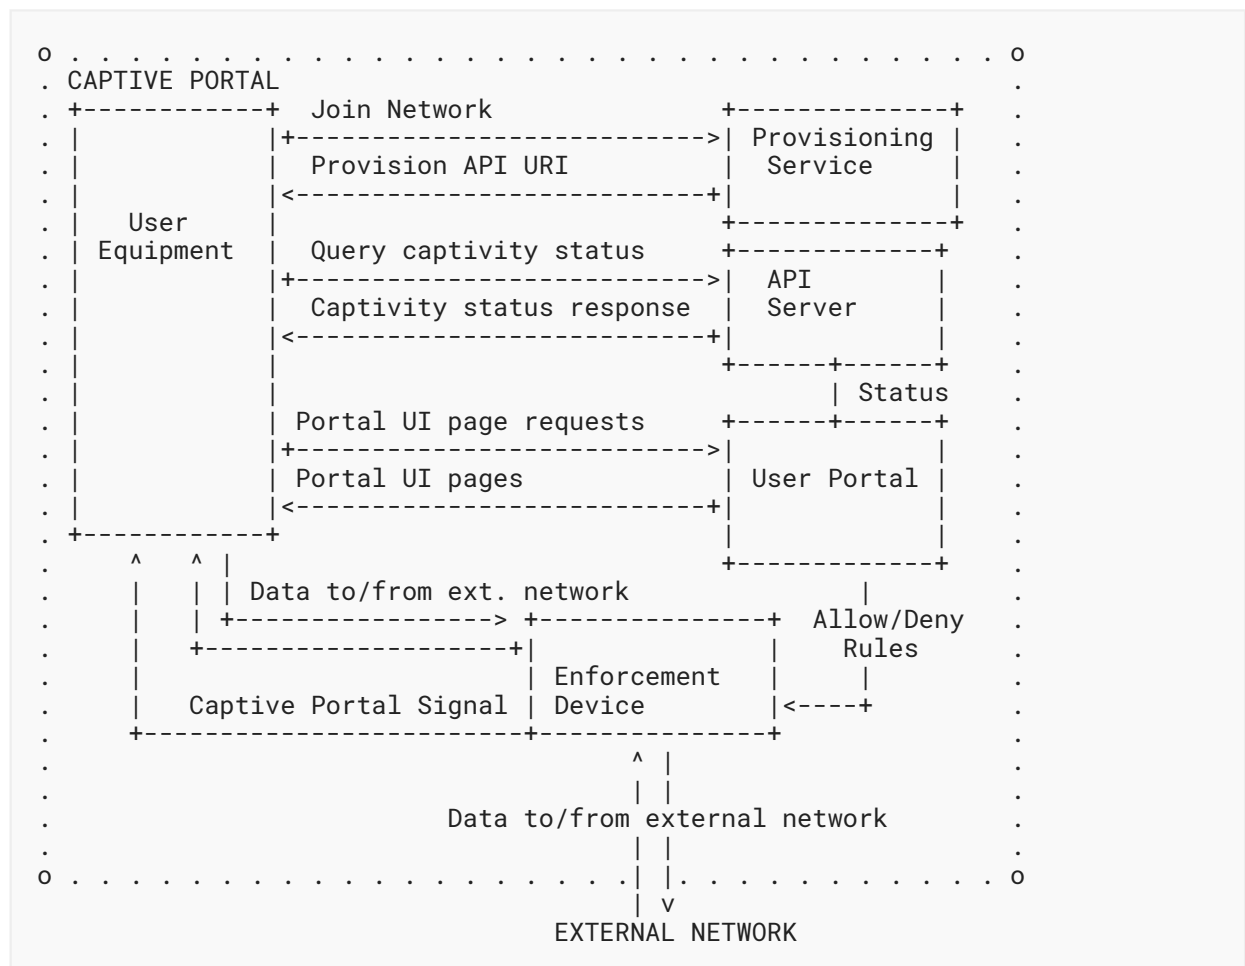 o . . . . . . . . . . . . . . . . . . . . . . . . . . . . . . . o
. CAPTIVE PORTAL                                                .
. +------------+  Join Network               +--------------+   .
. |            |+--------------------------->| Provisioning |   .
. |            |  Provision API URI          |  Service     |   .
. |            |<---------------------------+|              |   .
. |   User     |                             +--------------+   .
. | Equipment  |  Query captivity status     +-------------+    .
. |            |+--------------------------->|  API        |    .
. |            |  Captivity status response  |  Server     |    .
. |            |<---------------------------+|             |    .
. |            |                             +------+------+    .
. |            |                                    | Status    .
. |            | Portal UI page requests     +------+------+    .
. |            |+--------------------------->|             |    .
. |            | Portal UI pages             | User Portal |    .
. |            |<---------------------------+|             |    .
. +------------+                             |             |    .
.     ^   ^ |                                +-------------+    .
.     |   | | Data to/from ext. network               |         .
.     |   | +-----------------> +---------------+  Allow/Deny   .
.     |   +--------------------+|               |    Rules      .
.     |                         | Enforcement   |     |         .
.     |   Captive Portal Signal | Device        |<----+         .
.     +-------------------------+---------------+               .
.                                      ^ |                      .
.                                      | |                      .
.                          Data to/from external network        .
.                                      | |                      .
o . . . . . . . . . . . . . . . . . . .| |. . . . . . . . . . . o
                                       | v
                                  EXTERNAL NETWORK